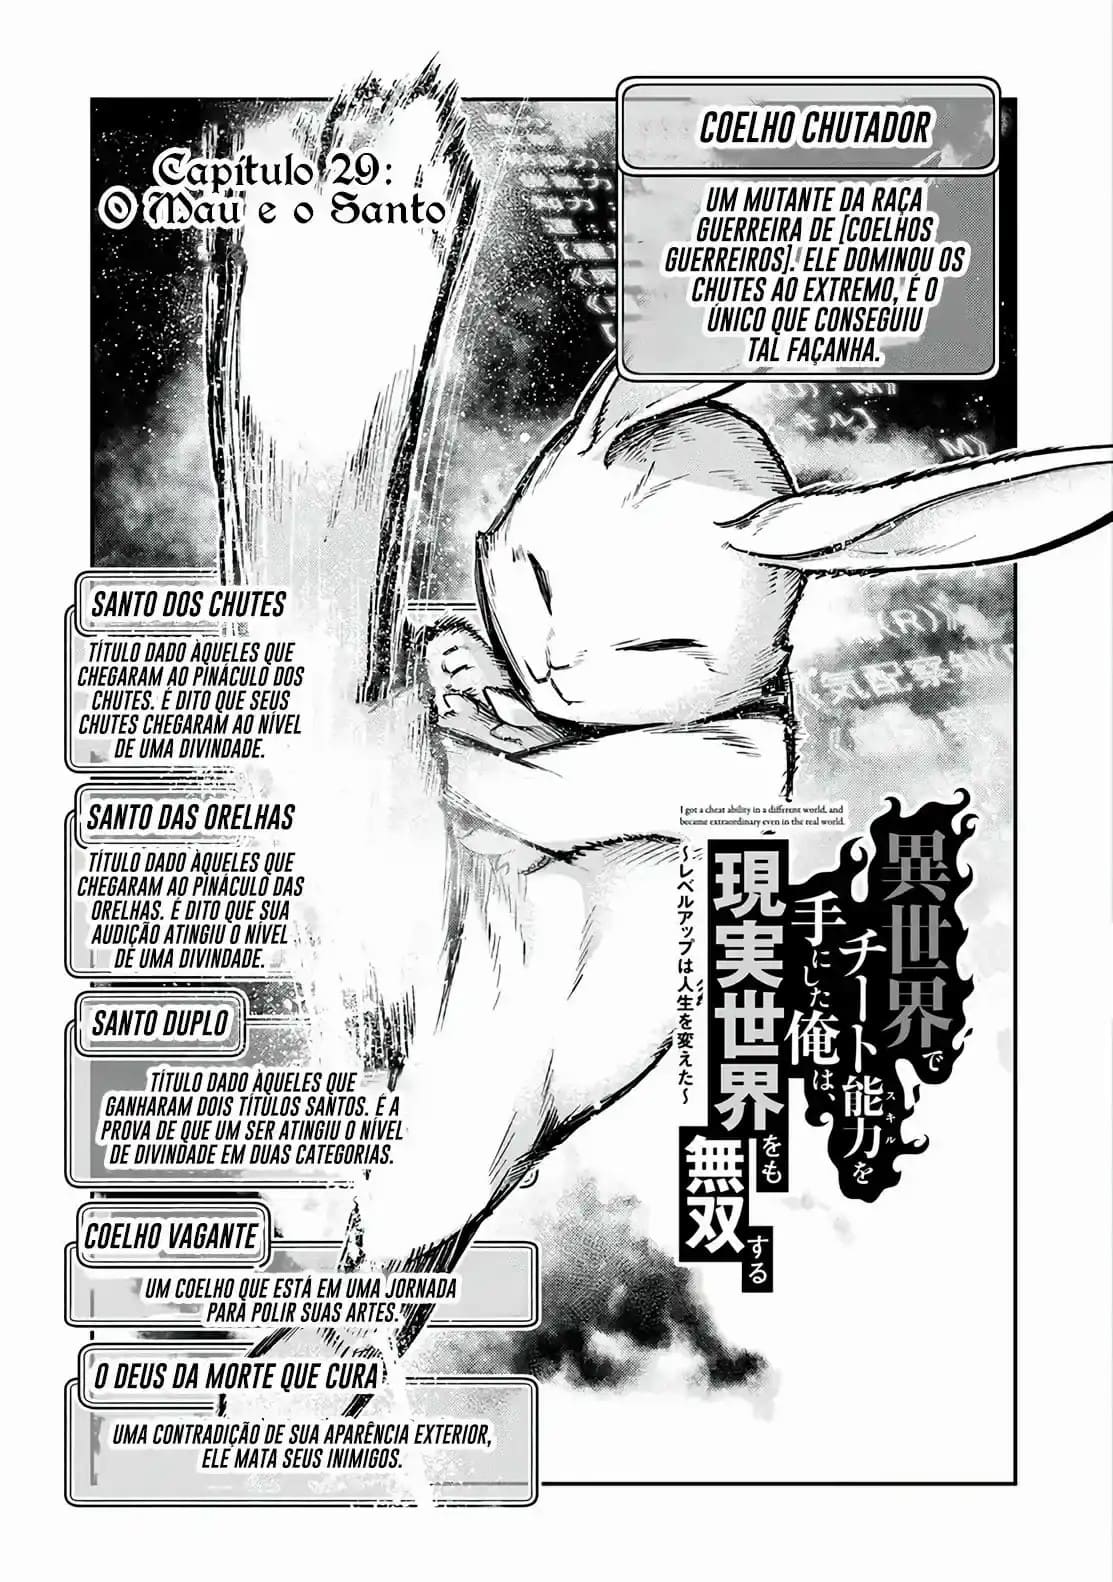 Capítulo 29:
O Mau e o Santo
COELHO CHUTADOR
UM MUTANTE DA RAÇA
GUERREIRA DE [COELHOS
GUERREIROS]. ELE DOMINOU OS
CHUTES AO EXTREMO, É O
ÚNICO QUE CONSEGUIU
TAL FAÇANHA.
SANTO DOS CHUTES
TÍTULO DADO ÀQUELES QUE
CHEGARAM AO PINÁCULO DOS
CHUTES. É DITO QUE SEUS
CHUTES CHEGARAM AO NÍVEL
DE UMA DIVINDADE.
SANTO DAS ORELHAS
TÍTULO DADO ÀQUELES QUE
CHEGARAM AO PINÁCULO DAS
ORELHAS. É DITO QUE SUA
AUDIÇÃO ATINGIU O NÍVEL
DE UMA DIVINDADE.
SANTO DUPLO
TÍTULO DADO ÀQUELES QUE
GANHARAM DOIS TÍTULOS SANTOS. É A
PROVA DE QUE UM SER ATINGIU O NÍVEL
DE DIVINDADE EM DUAS CATEGORIAS.
COELHO VAGANTE
UM COELHO QUE ESTÁ EM UMA JORNADA
PARA POLIR SUAS ARTES.
O DEUS DA MORTE QUE CURA
UMA CONTRADIÇÃO DE SUA APARÊNCIA EXTERIOR,
ELE MATA SEUS INIMIGOS.
I got a cheat ability in a different world, and
became extraordinary even in the real world.
異世界で
チート能力を
スキル
手にした俺は、
現実世界をも
無双する
～レベルアップは人生を変えた～